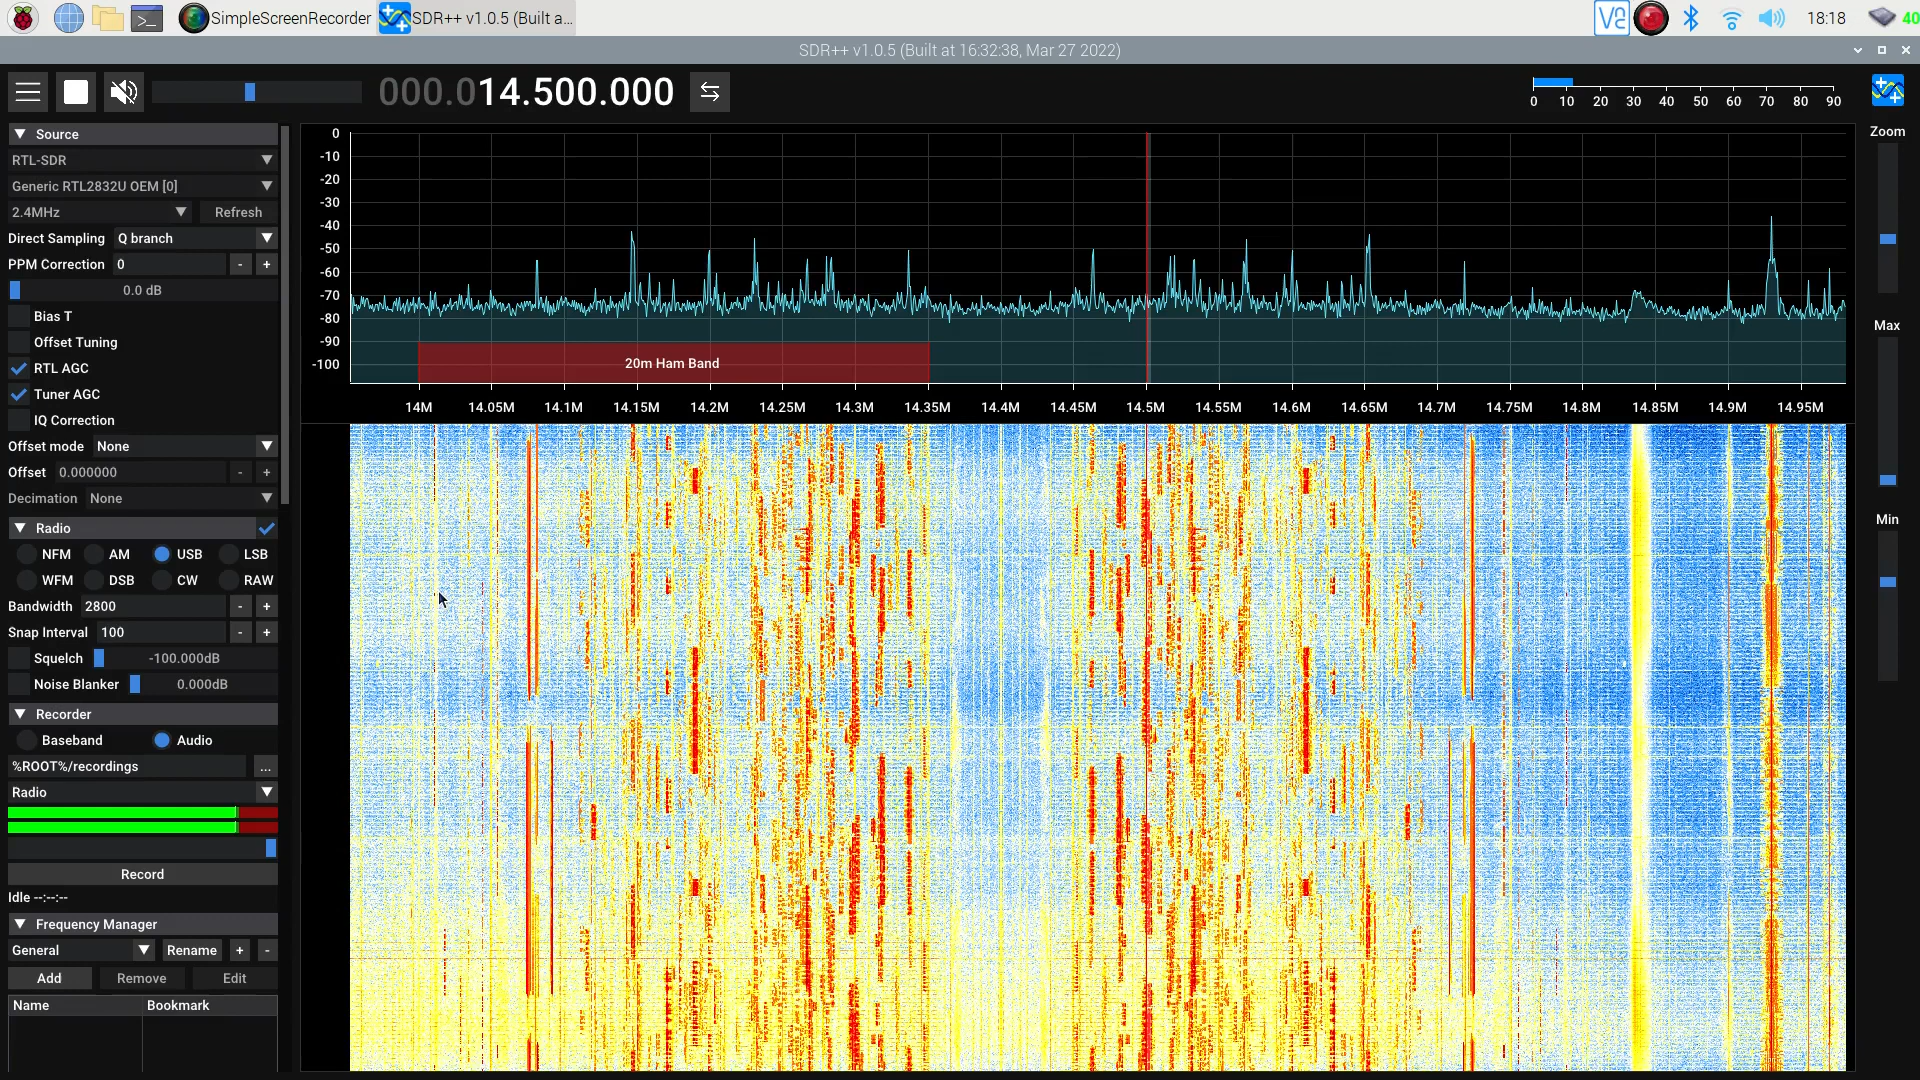 SimpleScreenRecorder
SDR++ v1.0.5 (Built a...
18:18
40
SDR++ v1.0.5 (Built at 16:32:38, Mar 27 2022)
000.014.500.000
0 10 20 30 40 50 60 70 80 90
Source
RTL-SDR
Generic RTL2832U OEM [0]
2.4MHz Refresh
Direct Sampling Q branch
PPM Correction 0 - +
0.0 dB
Bias T
Offset Tuning
RTL AGC
Tuner AGC
IQ Correction
Offset mode None
Offset 0.000000 - +
Decimation None
Radio
NFM AM USB LSB
WFM DSB CW RAW
Bandwidth 2800 - +
Snap Interval 100 - +
Squelch -100.000dB
Noise Blanker 0.000dB
Recorder
Baseband Audio
%ROOT%/recordings ...
Radio
Record
Idle --:--:--
Frequency Manager
General Rename + -
Add Remove Edit
Name Bookmark
0
-10
-20
-30
-40
-50
-60
-70
-80
-90
-100
20m Ham Band
14M 14.05M 14.1M 14.15M 14.2M 14.25M 14.3M 14.35M 14.4M 14.45M 14.5M 14.55M 14.6M 14.65M 14.7M 14.75M 14.8M 14.85M 14.9M 14.95M
Zoom
Max
Min